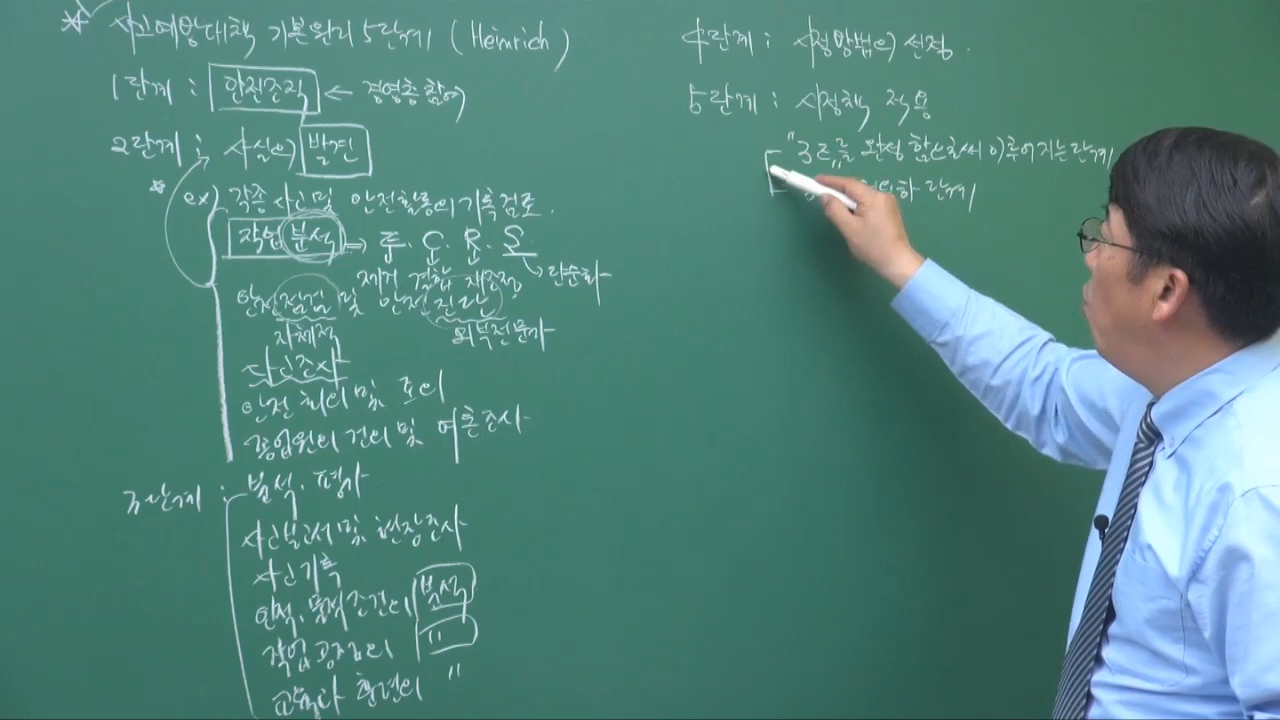 * 사고예방대책 기본원리 5단계 (Heinrich)
1단계 : 안전조직 ← 경영층 참여
2단계 : 사실의 발견
* ex) 각종 사고 및 안전활동의 기록 검토.
작업분석 ⇒ E. C. R. S.
제거 결합 재조정 → 단순화
안전점검 및 안전진단
자체적 외부전문가
사고조사
안전회의 및 토의
종업원의 건의 및 여론조사
3단계 : 분석. 평가
사고보고서 및 현장조사
사고기록
인적. 물적조건의 분석
작업공정의 "
교육과 훈련의 "
4단계 : 시정방법의 선정.
5단계 : 시정책 적용
"3E"를 완성함으로써 이루어지는 단계
단계